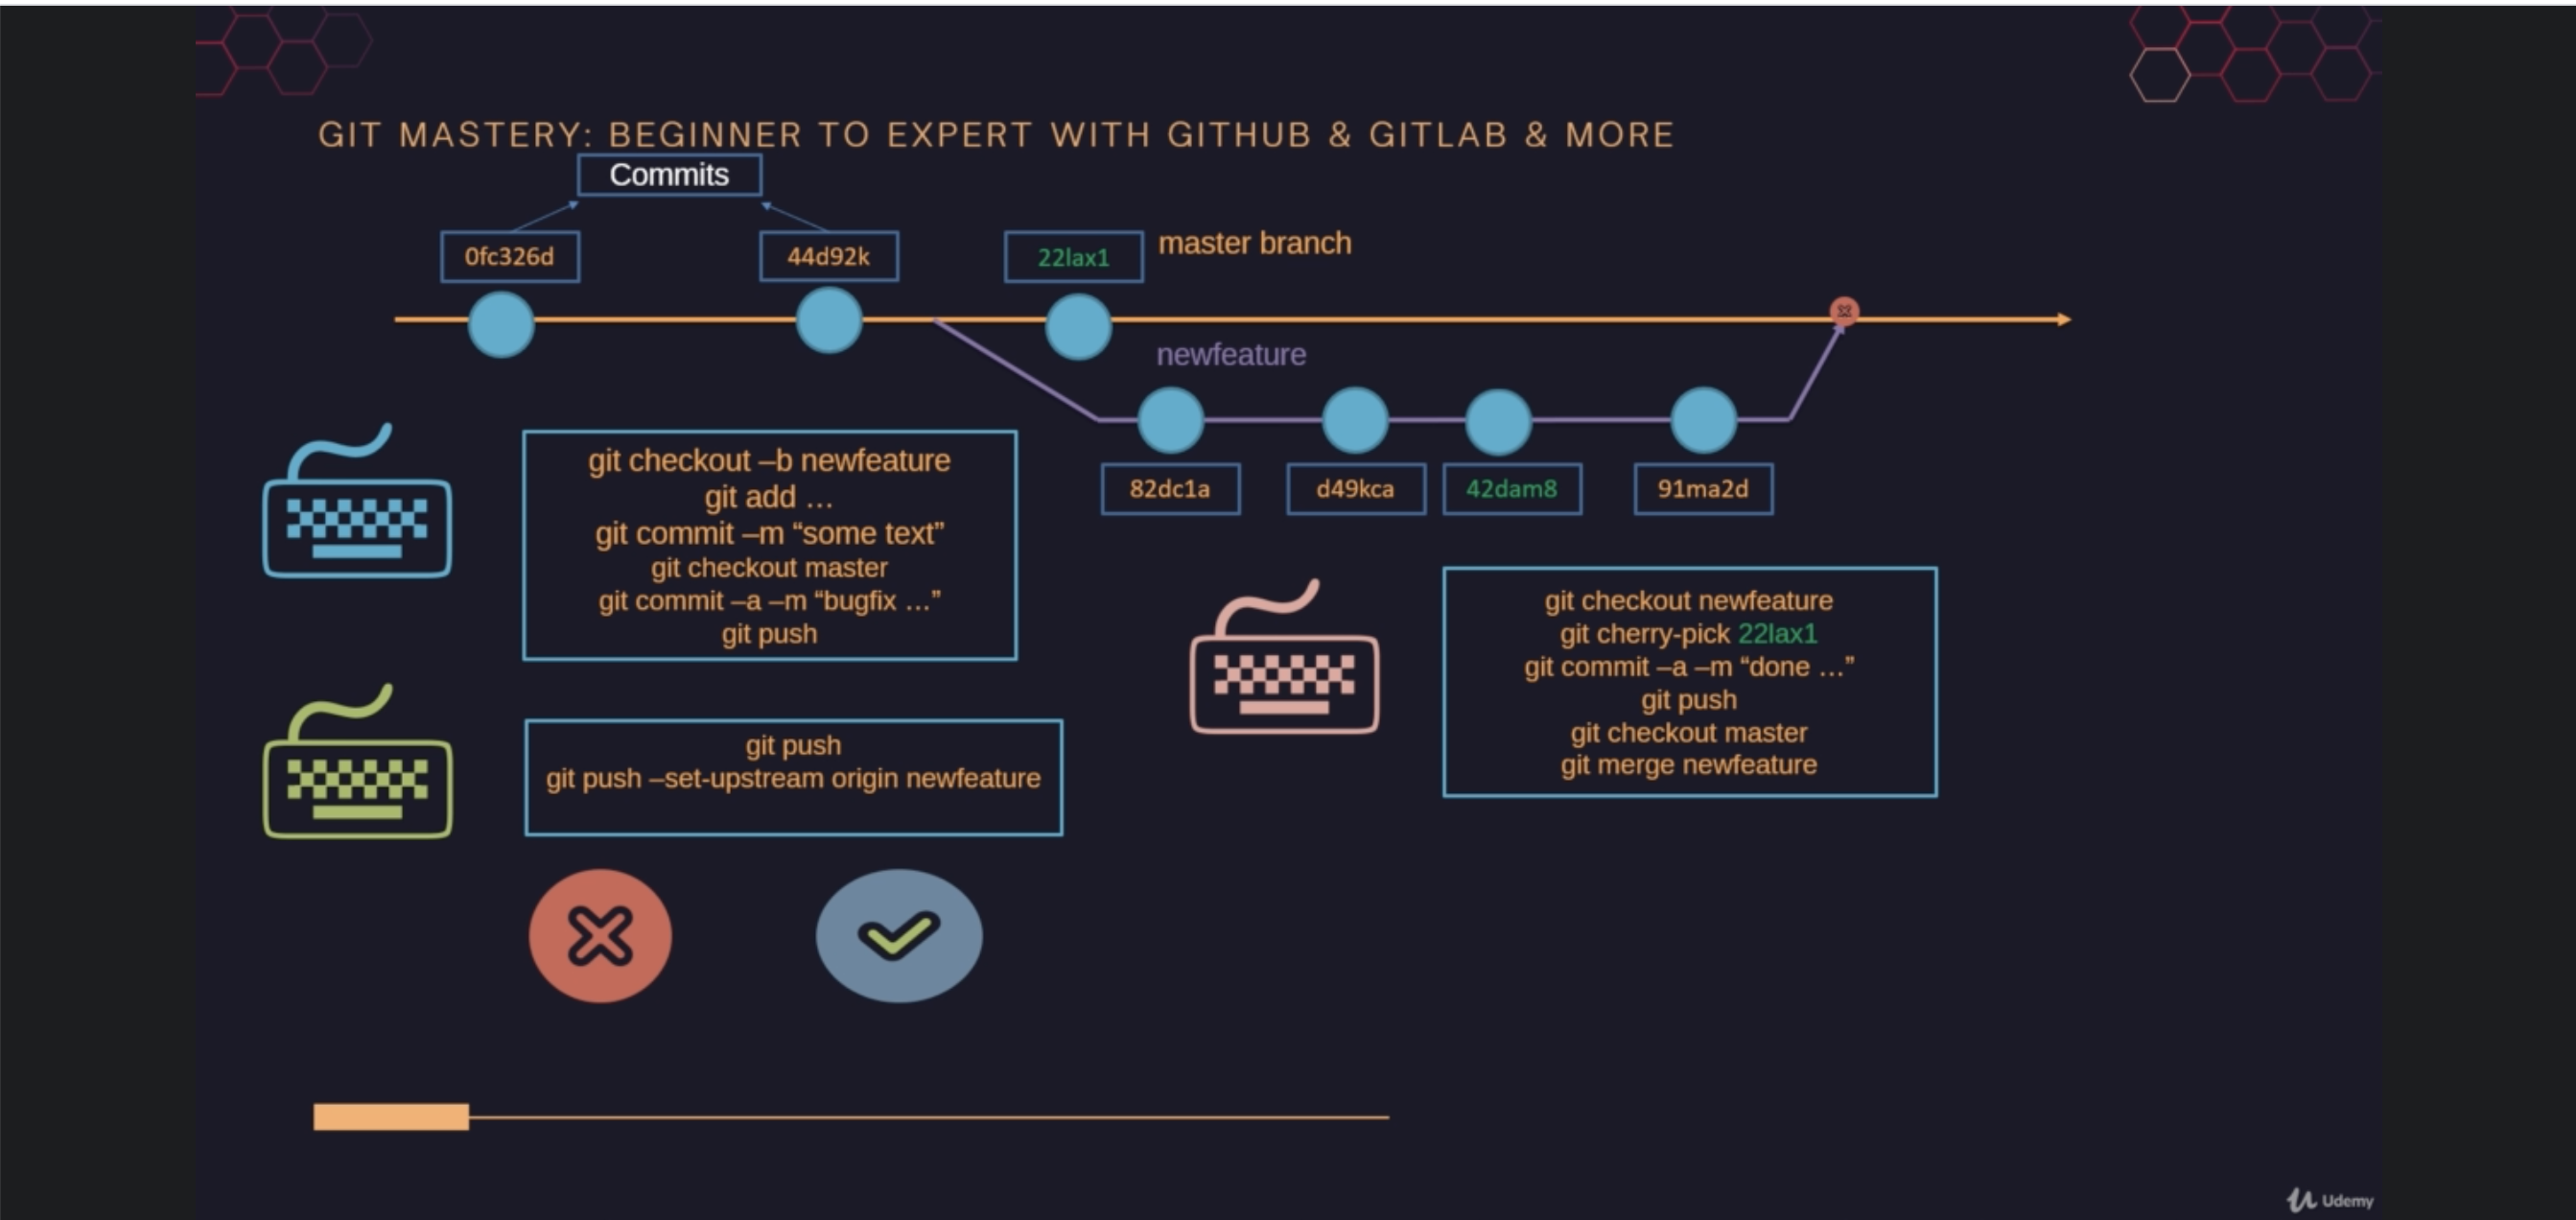 GIT MASTERY: BEGINNER TO EXPERT WITH GITHUB & GITLAB & MORE
Commits
0fc326d
44d92k
22lax1
master branch
newfeature
82dc1a
d49kca
42dam8
91ma2d
git checkout –b newfeature
git add …
git commit –m “some text”
git checkout master
git commit –a –m “bugfix …”
git push
git push
git push –set-upstream origin newfeature
git checkout newfeature
git cherry-pick 22lax1
git commit –a –m “done …”
git push
git checkout master
git merge newfeature
Udemy